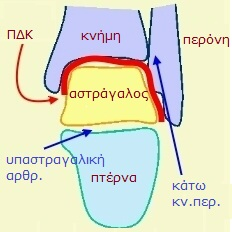 ΠΔΚ
κνήμη
περόνη
αστράγαλος
υπαστραγαλική
αρθρ.
πτέρνα
κάτω
κν.περ.